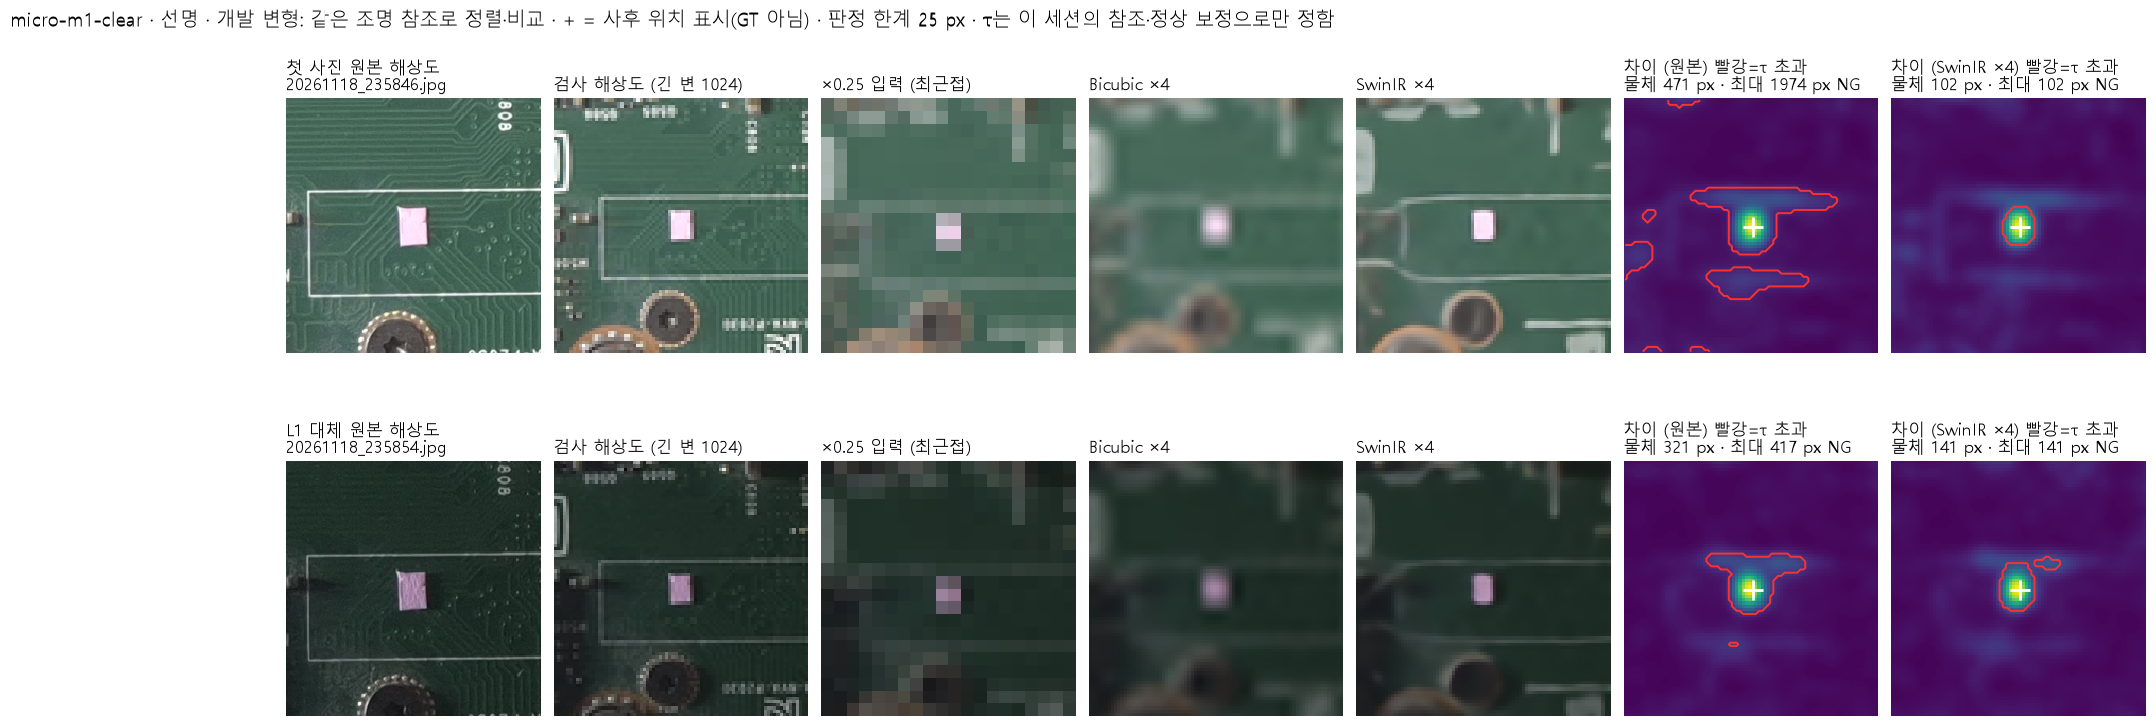 micro-m1-clear · 선명 · 개발 변형: 같은 조명 참조로 정렬·비교 · + = 사후 위치 표시(GT 아님) · 판정 한계 25 px · τ는 이 세션의 참조·정상 보정으로만 정함
첫 사진 원본 해상도
20261118_235846.jpg
검사 해상도 (긴 변 1024)
×0.25 입력 (최근접)
Bicubic ×4
SwinIR ×4
차이 (원본) 빨강=τ 초과
물체 471 px · 최대 1974 px NG
차이 (SwinIR ×4) 빨강=τ 초과
물체 102 px · 최대 102 px NG
808
L1 대체 원본 해상도
20261118_235854.jpg
검사 해상도 (긴 변 1024)
×0.25 입력 (최근접)
Bicubic ×4
SwinIR ×4
차이 (원본) 빨강=τ 초과
물체 321 px · 최대 417 px NG
차이 (SwinIR ×4) 빨강=τ 초과
물체 141 px · 최대 141 px NG
808